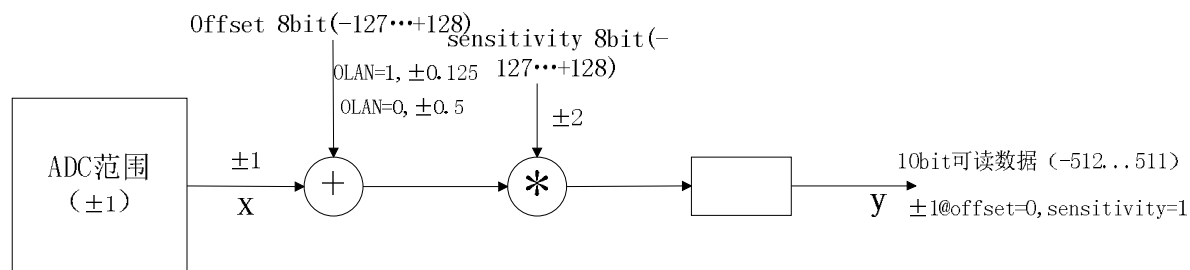 Offset 8bit(-127…+128)
sensitivity 8bit(-
127…+128)
OLAN=1,±0.125
OLAN=0,±0.5
±2
ADC范围
（±1）
±1
x
+
*
y
10bit可读数据（-512...511）
±1@offset=0,sensitivity=1